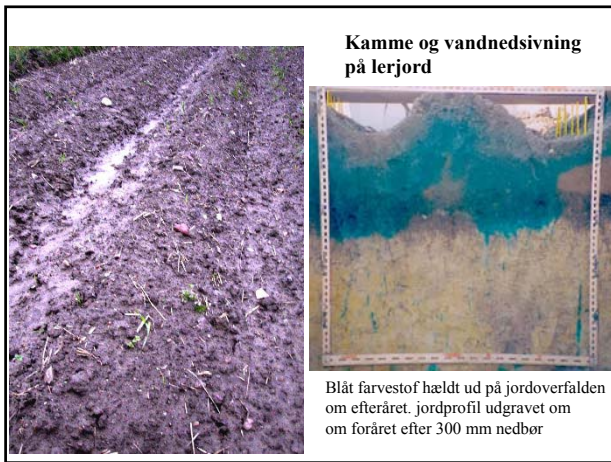 Kamme og vandnedsivning
på lerjord
Blåt farvestof hældt ud på jordoverfalden
om efteråret. jordprofil udgravet om
om foråret efter 300 mm nedbør